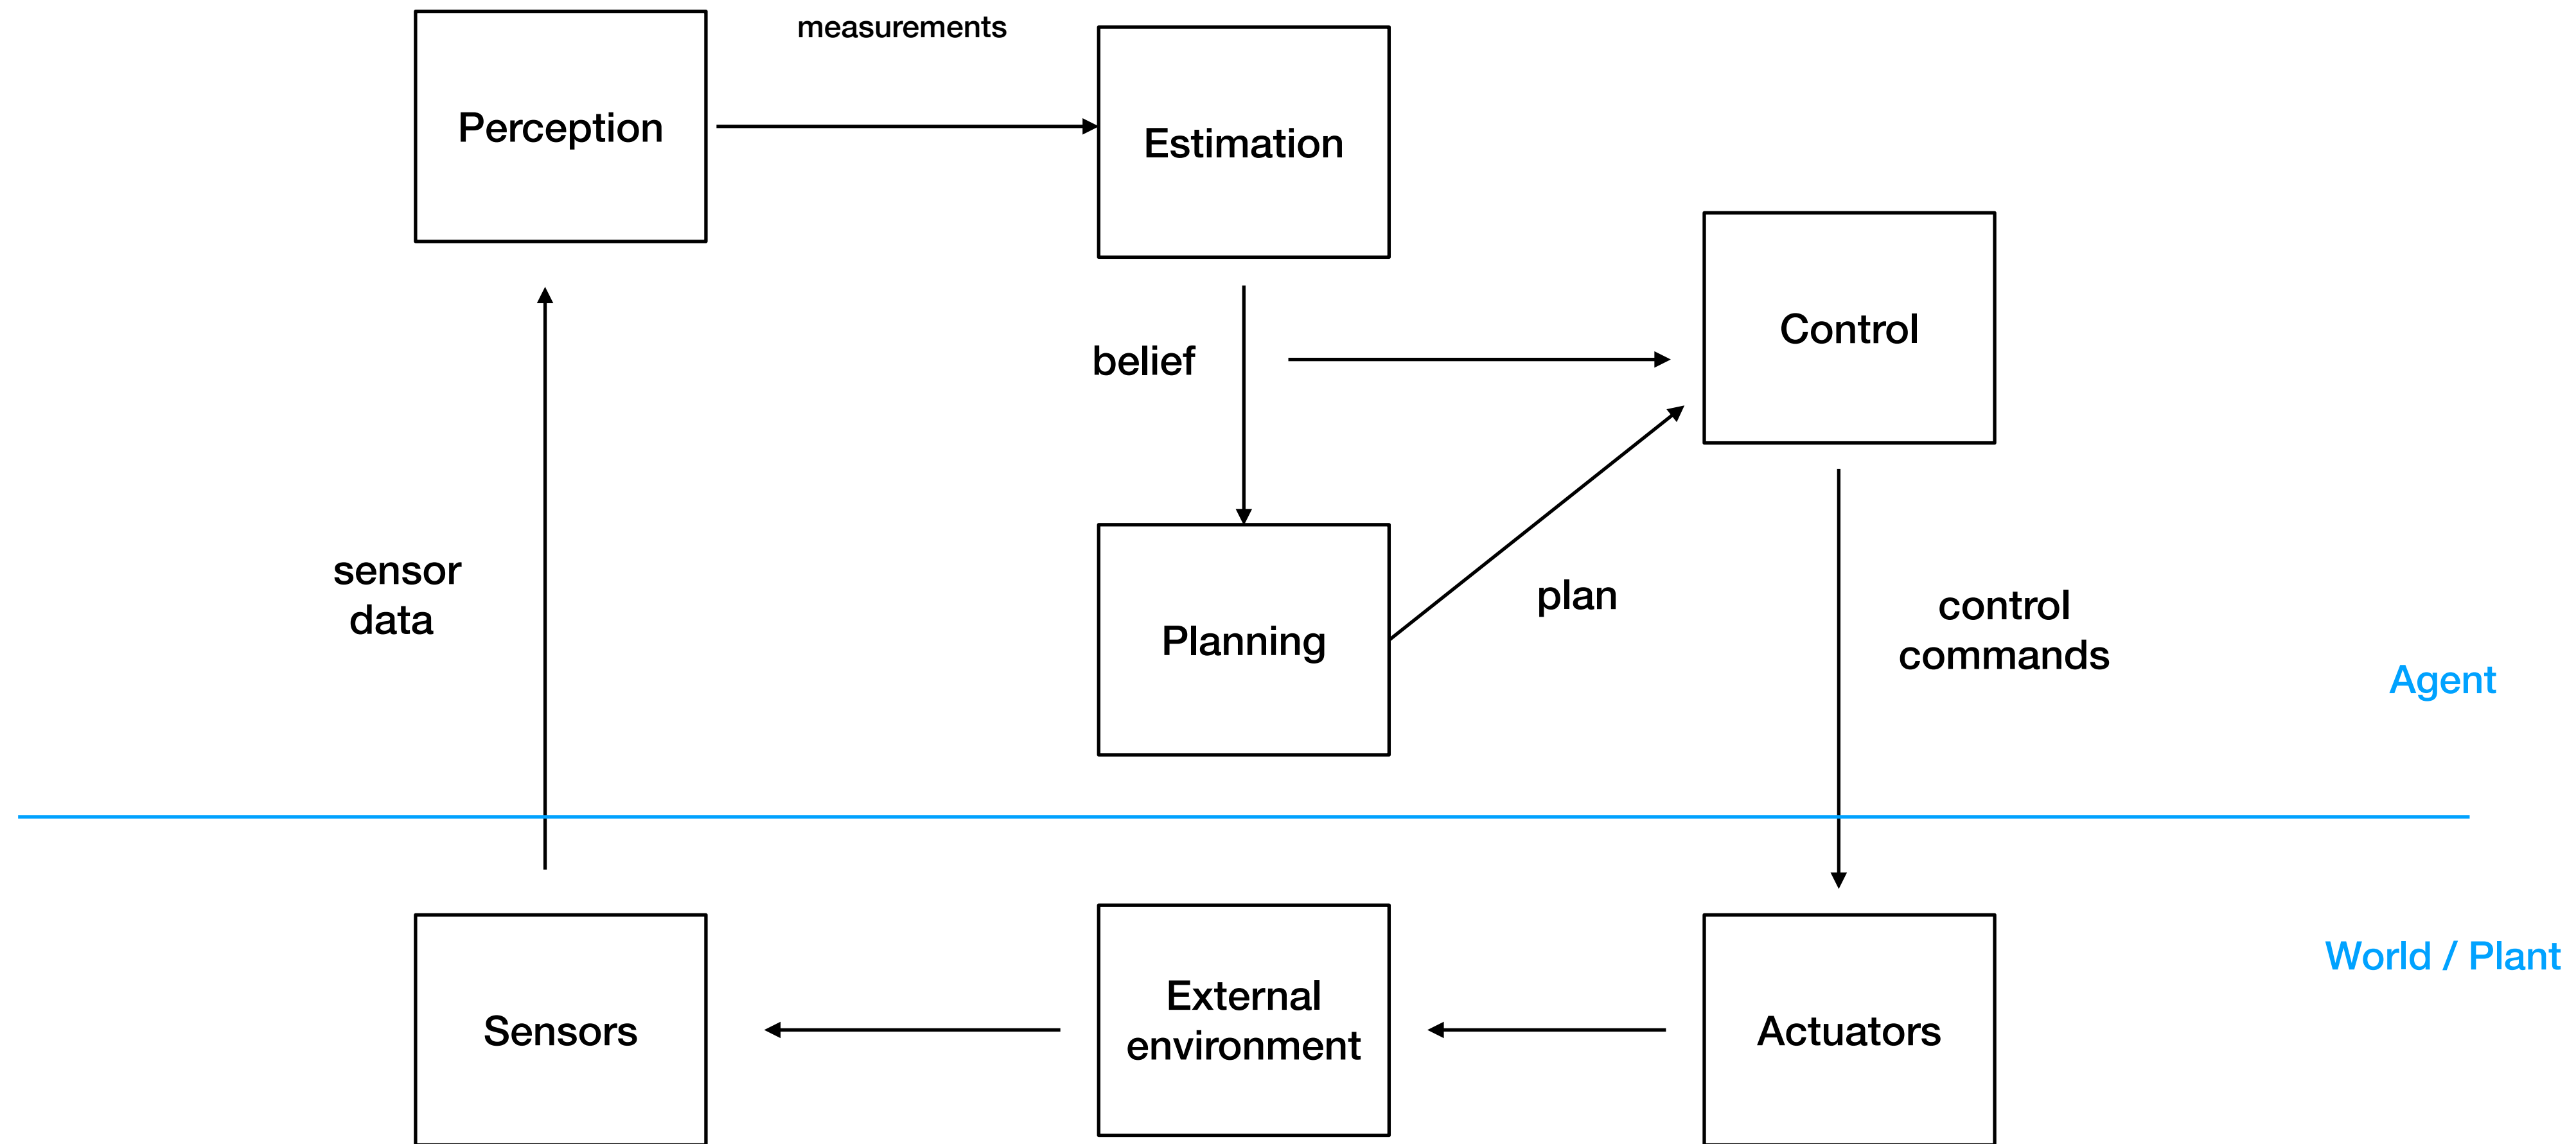 measurements
Perception
Estimation
Control
belief
sensor
data
plan
control
commands
Planning
Agent
World / Plant
Sensors
External
environment
Actuators